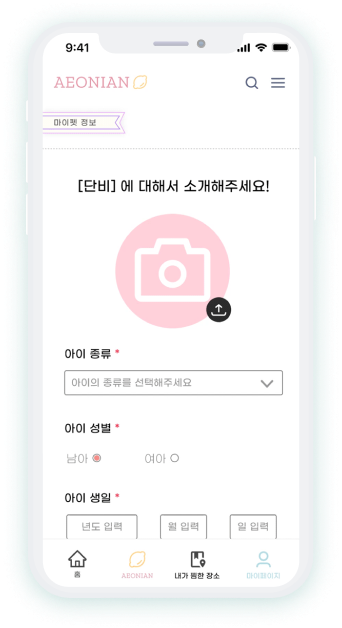 9:41
AEONIAN
마이펫 정보
[단비] 에 대해서 소개해주세요!
아이 종류 *
아이의 종류를 선택해주세요
아이 성별 *
남아 여아
아이 생일 *
년도 입력 월 입력 일 입력
홈 AEONIAN 내가 원한 장소 마이페이지